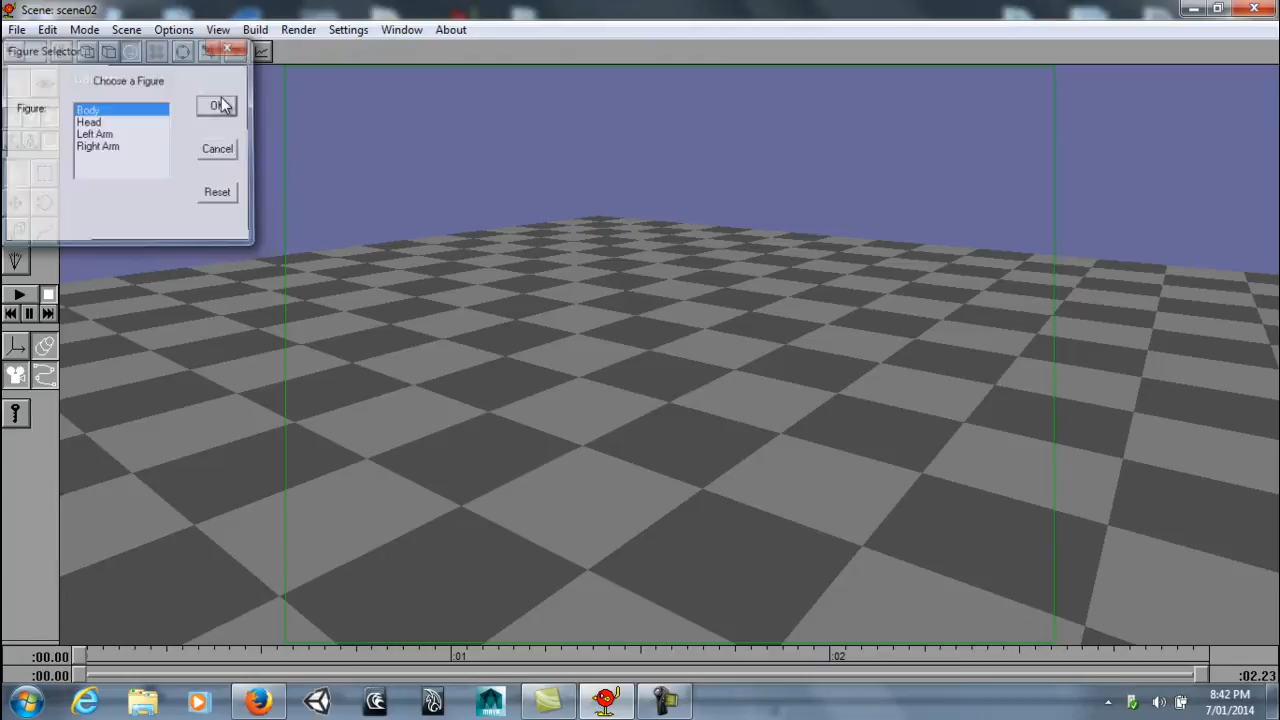 Scene: scene02
File Edit Mode Scene Options View Build Render Settings Window About
Figure Selector
Choose a Figure
Figure:
Body
Head
Left Arm
Right Arm
OK
Cancel
Reset
:00.00 :01 :02
:00.00 :02.23
MAYA
8:42 PM
7/01/2014